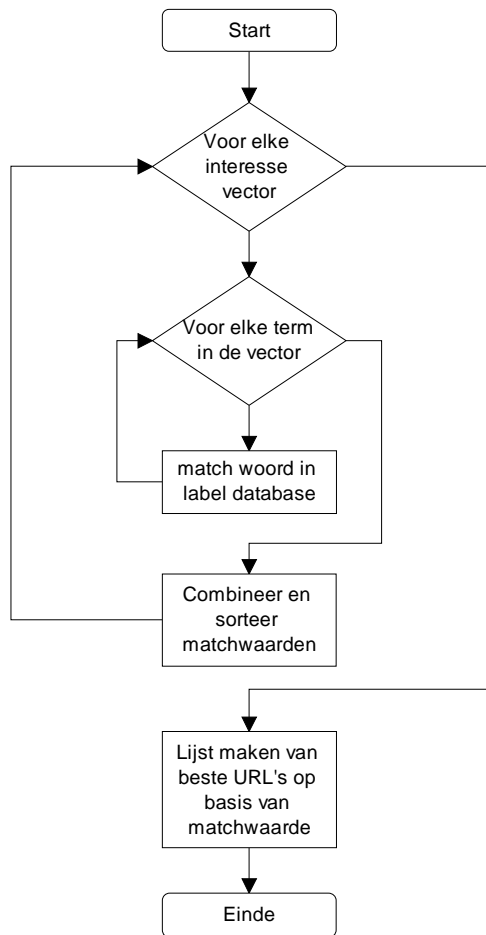 Start
Voor elke
interesse
vector
Voor elke term
in de vector
match woord in
label database
Combineer en
sorteer
matchwaarden
Lijst maken van
beste URL's op
basis van
matchwaarde
Einde